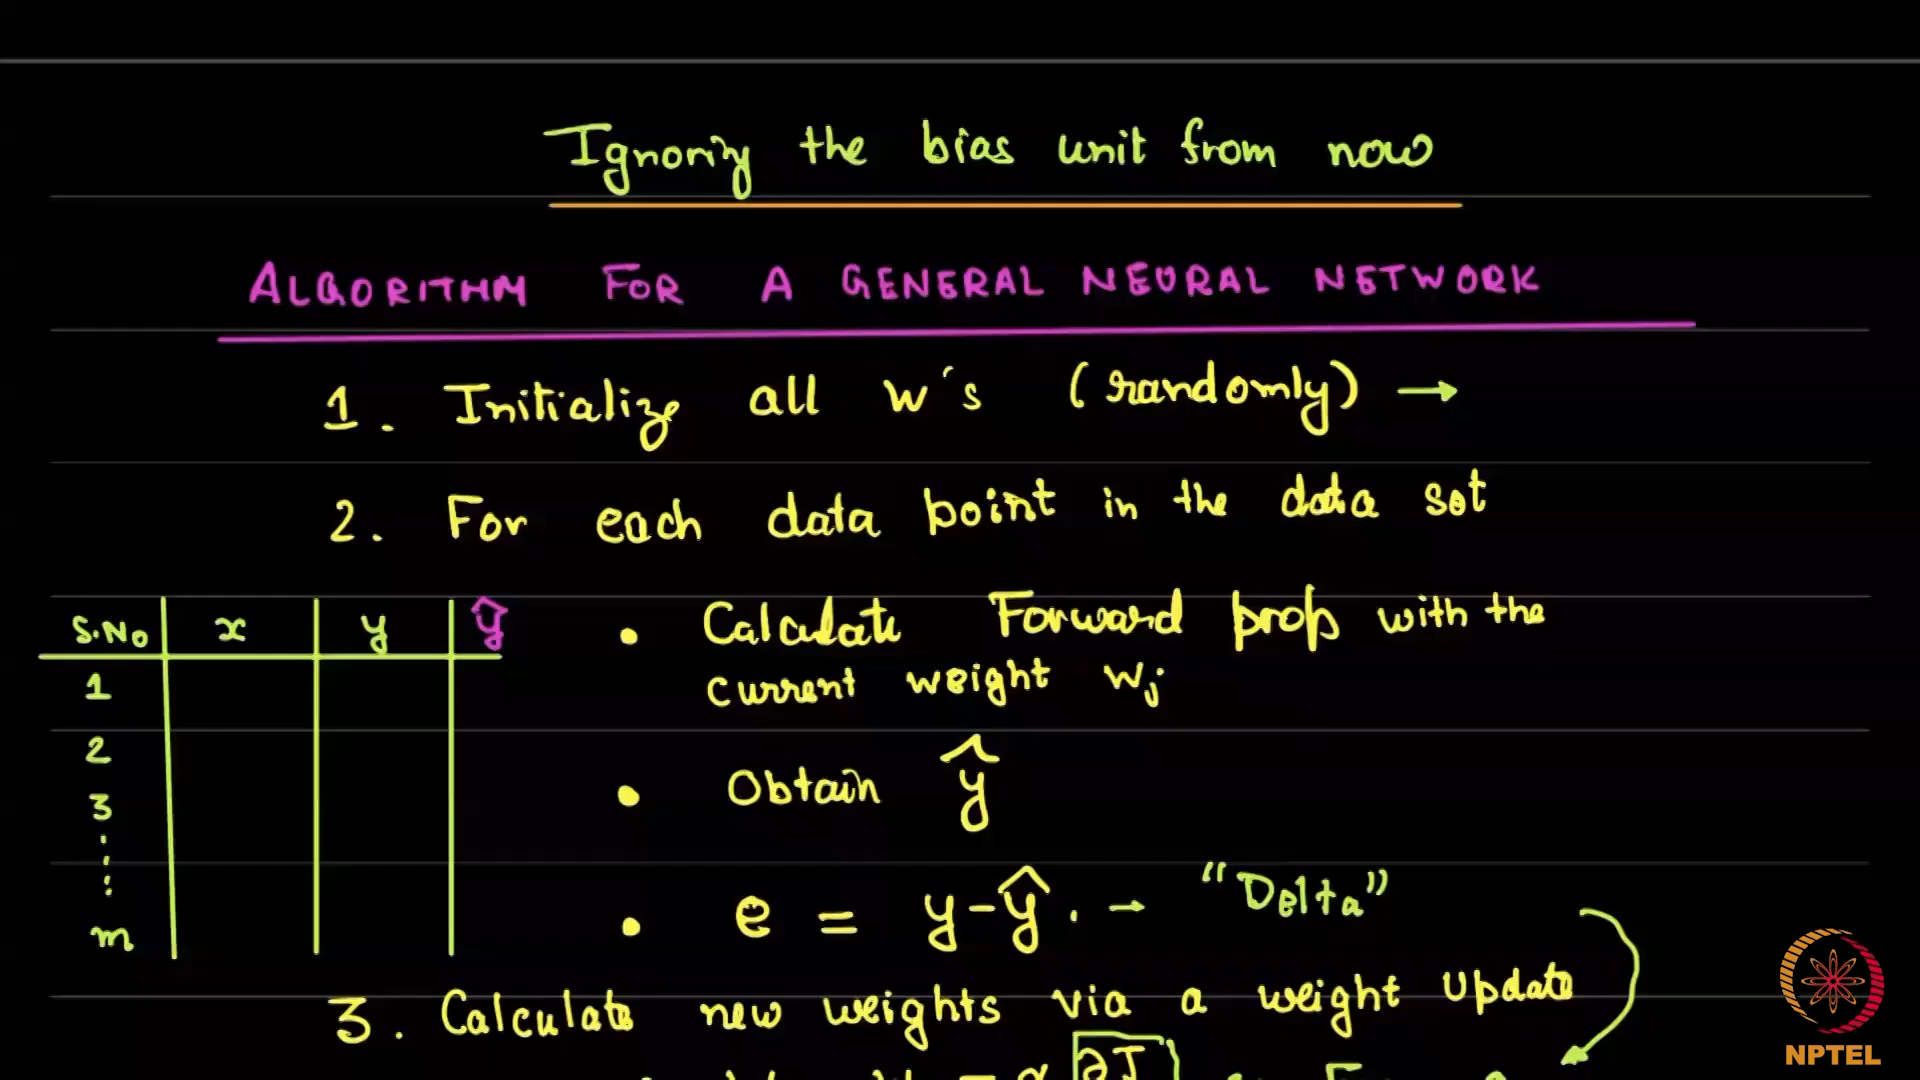 Ignoring the bias unit from now
ALGORITHM FOR A GENERAL NEURAL NETWORK
1. Initialize all w's (randomly) →
2. For each data point in the data set
S.No x y ŷ
1
2
3
⋮
m
• Calculate Forward prop with the
current weight wj
• Obtain ŷ
• e = y-ŷ. → "Delta"
3. Calculate new weights via a weight update
∂J
NPTEL